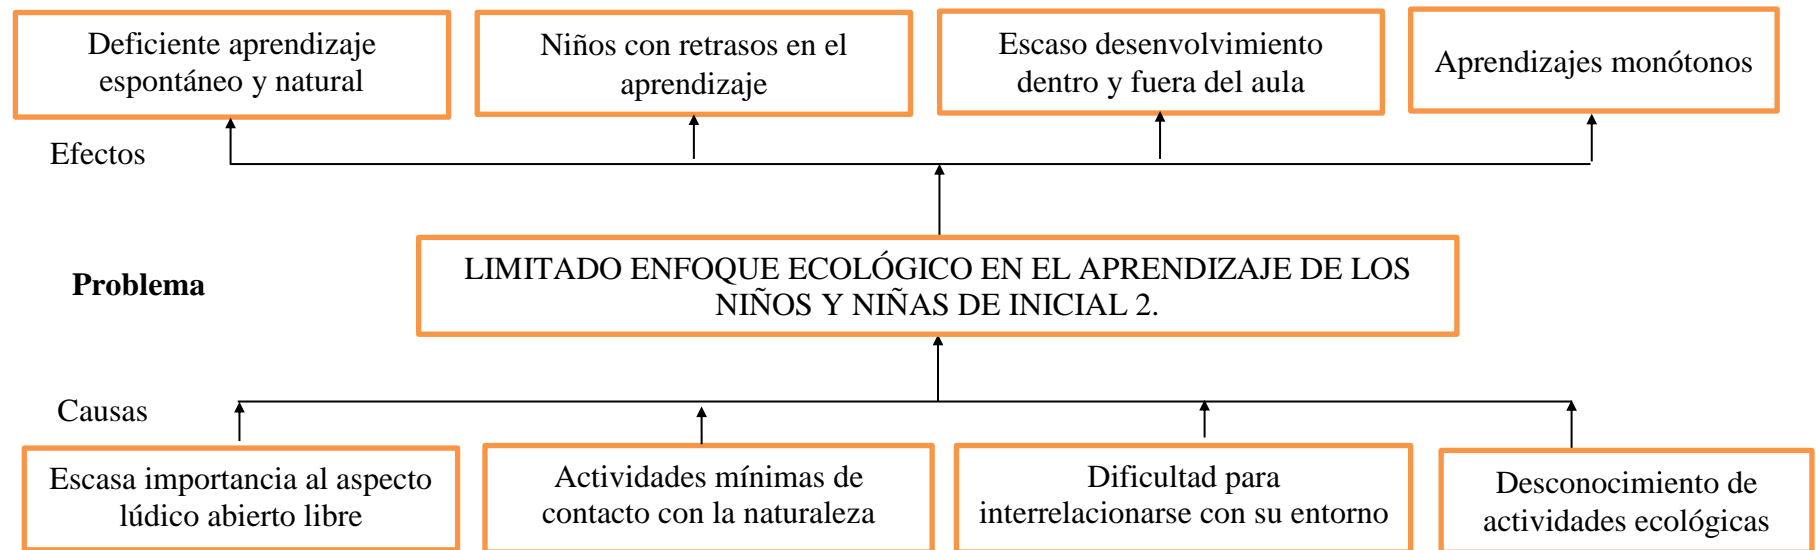 Deficiente aprendizaje
espontáneo y natural
Niños con retrasos en el
aprendizaje
Escaso desenvolvimiento
dentro y fuera del aula
Aprendizajes monótonos
Efectos
Problema
LIMITADO ENFOQUE ECOLÓGICO EN EL APRENDIZAJE DE LOS
NIÑOS Y NIÑAS DE INICIAL 2.
Causas
Escasa importancia al aspecto
lúdico abierto libre
Actividades mínimas de
contacto con la naturaleza
Dificultad para
interrelacionarse con su entorno
Desconocimiento de
actividades ecológicas